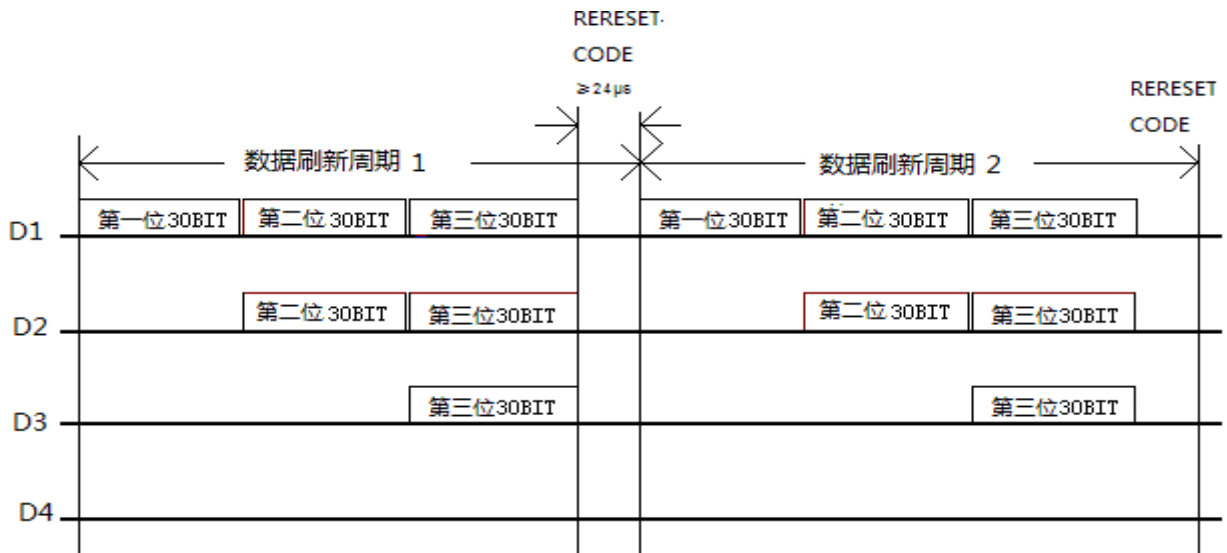 RERESET.
CODE
≥24μs
RERESET
CODE
数据刷新周期 1
数据刷新周期 2
D1
第一位30BIT
第二位30BIT
第三位30BIT
第一位30BIT
第二位30BIT
第三位30BIT
D2
第二位30BIT
第三位30BIT
第二位30BIT
第三位30BIT
D3
第三位30BIT
第三位30BIT
D4